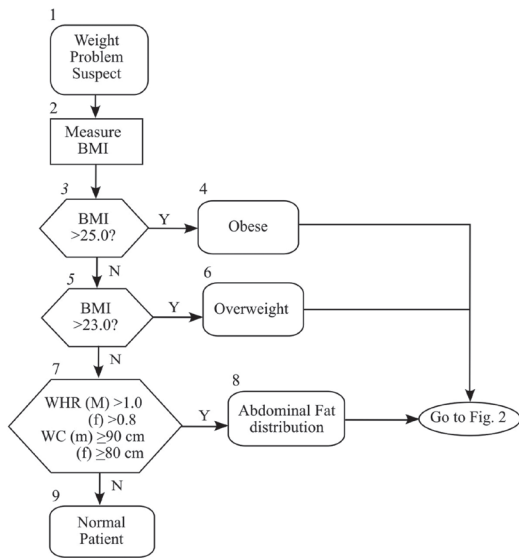 1
Weight
Problem
Suspect
2
Measure
BMI
3
BMI
>25.0?
Y
4
Obese
N
5
BMI
>23.0?
Y
6
Overweight
N
7
WHR (M) >1.0
(f) >0.8
WC (m) ≥90 cm
(f) ≥80 cm
Y
8
Abdominal Fat
distribution
Go to Fig. 2
N
9
Normal
Patient